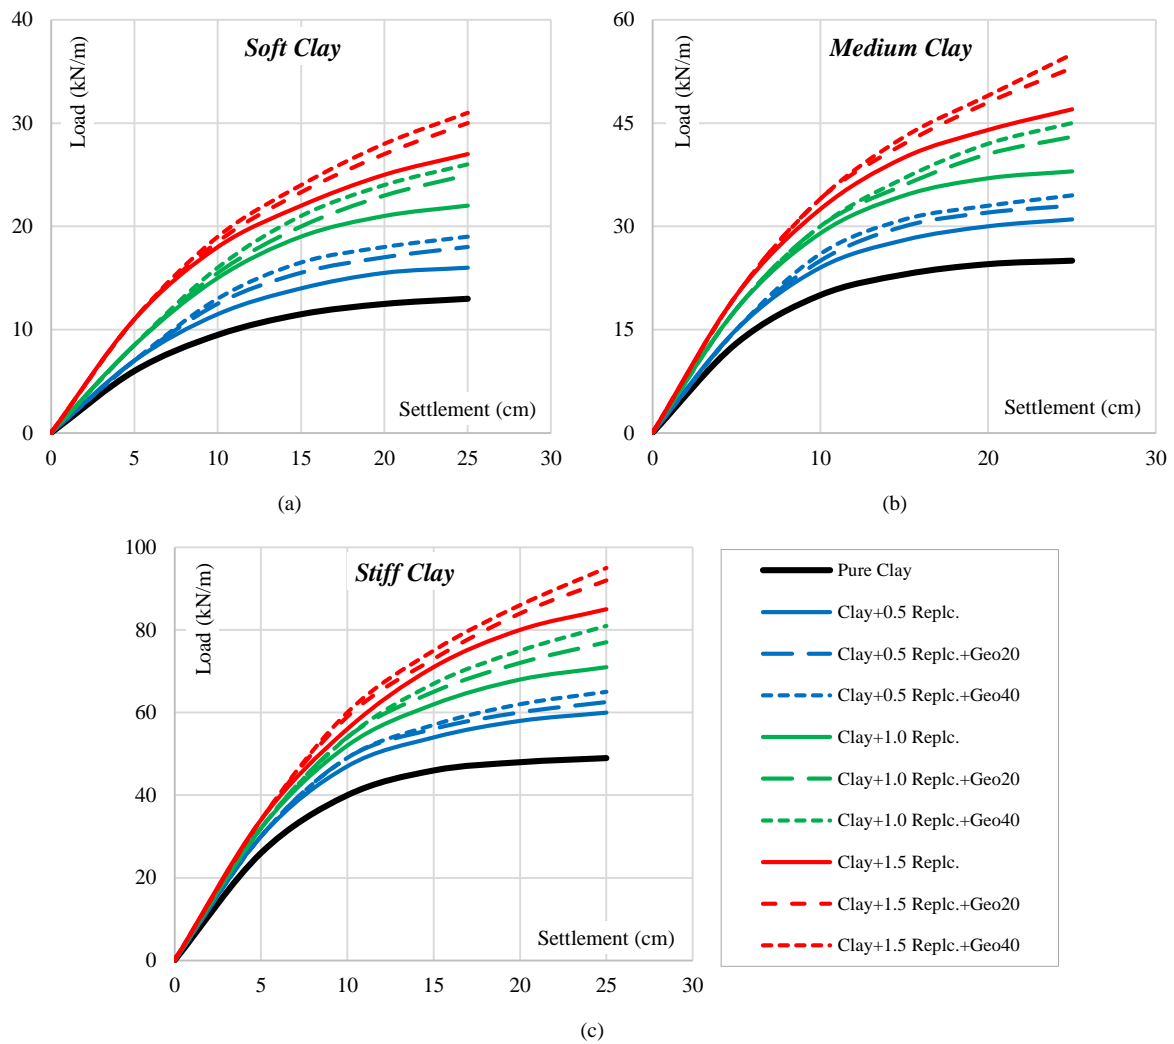 Soft Clay
Load (kN/m)
40
30
20
10
0
0 5 10 15 20 25 30
Settlement (cm)
(a)
Medium Clay
Load (kN/m)
60
45
30
15
0
0 10 20 30
Settlement (cm)
(b)
Stiff Clay
Load (kN/m)
100
80
60
40
20
0
0 5 10 15 20 25 30
Settlement (cm)
(c)
Pure Clay
Clay+0.5 Replc.
Clay+0.5 Replc.+Geo20
Clay+0.5 Replc.+Geo40
Clay+1.0 Replc.
Clay+1.0 Replc.+Geo20
Clay+1.0 Replc.+Geo40
Clay+1.5 Replc.
Clay+1.5 Replc.+Geo20
Clay+1.5 Replc.+Geo40